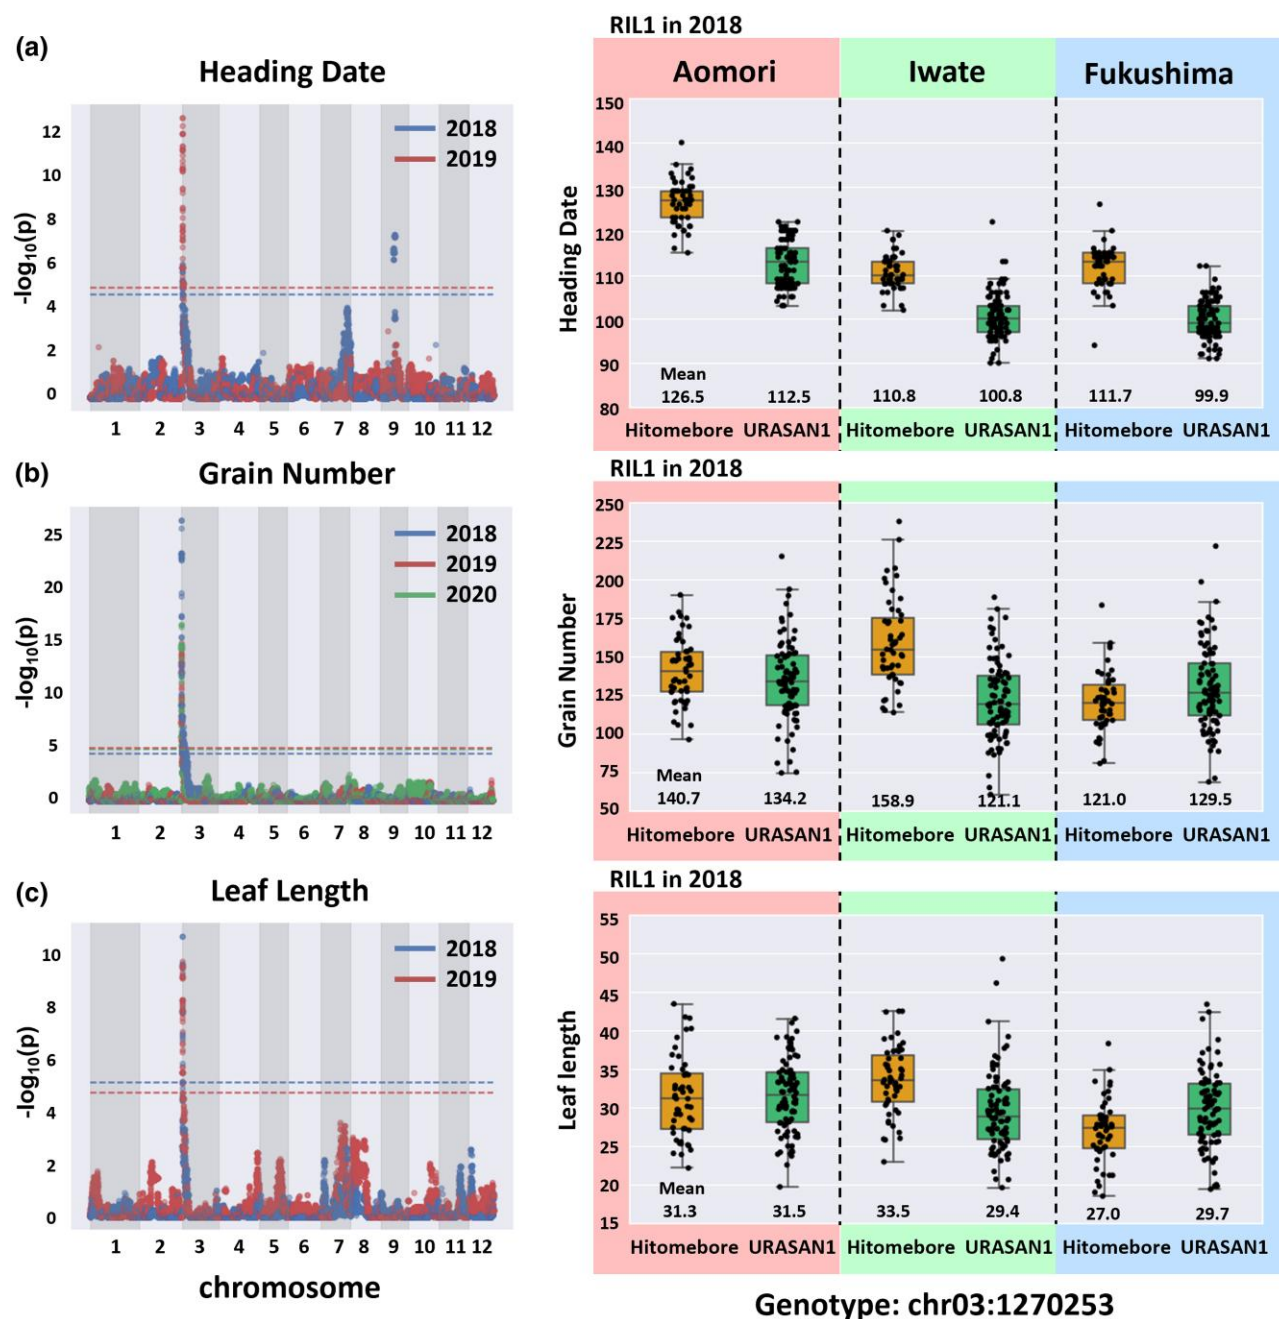 (a)
Heading Date
12
10
8
6
4
2
0
-log10(p)
2018
2019
1 2 3 4 5 6 7 8 9 10 11 12
RIL1 in 2018
Aomori Iwate Fukushima
150
140
130
120
110
100
90
80
Heading Date
Mean
126.5 112.5 110.8 100.8 111.7 99.9
Hitomebore URASAN1 Hitomebore URASAN1 Hitomebore URASAN1
(b)
Grain Number
25
20
15
10
5
0
-log10(p)
2018
2019
2020
1 2 3 4 5 6 7 8 9 10 11 12
RIL1 in 2018
250
225
200
175
150
125
100
75
50
Grain Number
Mean
140.7 134.2 158.9 121.1 121.0 129.5
Hitomebore URASAN1 Hitomebore URASAN1 Hitomebore URASAN1
(c)
Leaf Length
10
8
6
4
2
0
-log10(p)
2018
2019
1 2 3 4 5 6 7 8 9 10 11 12
chromosome
RIL1 in 2018
55
50
45
40
35
30
25
20
15
Leaf length
Mean
31.3 31.5 33.5 29.4 27.0 29.7
Hitomebore URASAN1 Hitomebore URASAN1 Hitomebore URASAN1
Genotype: chr03:1270253